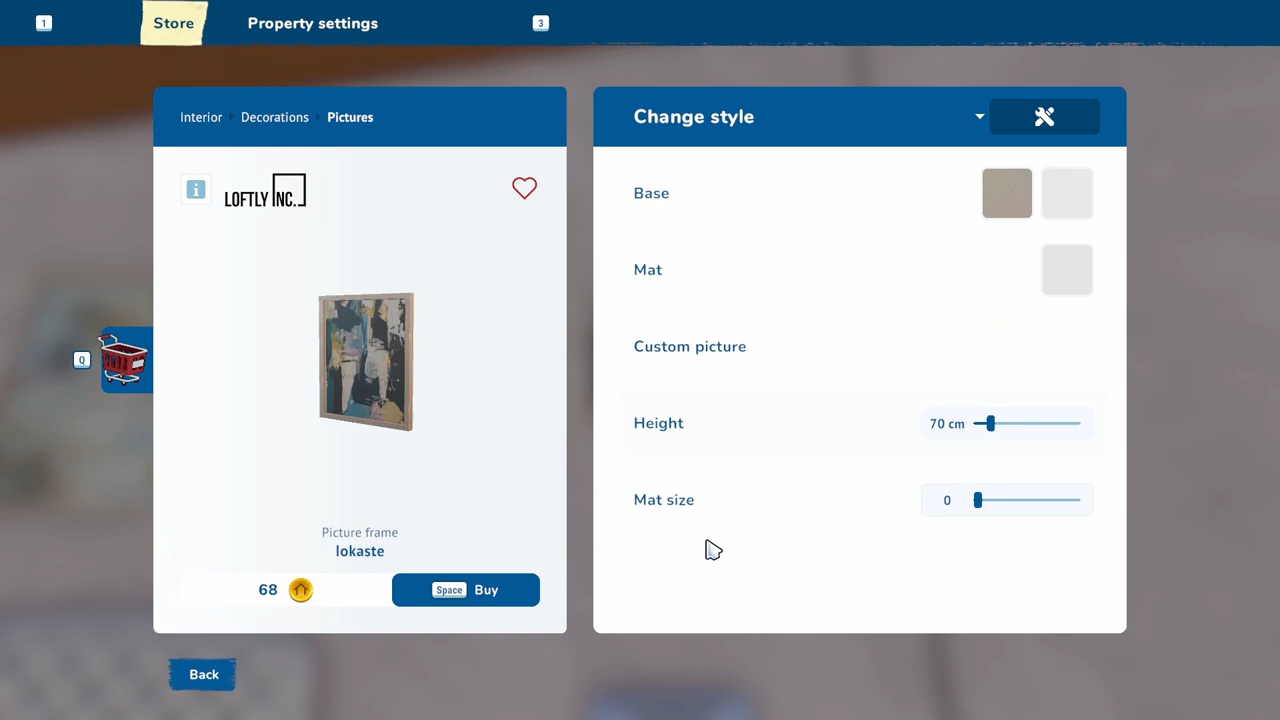 1
Store
Property settings
3
Interior
Decorations
Pictures
i
LOFTLY INC.
Q
Picture frame
lokaste
68
Space
Buy
Back
Change style
Base
Mat
Custom picture
Height
70 cm
Mat size
0